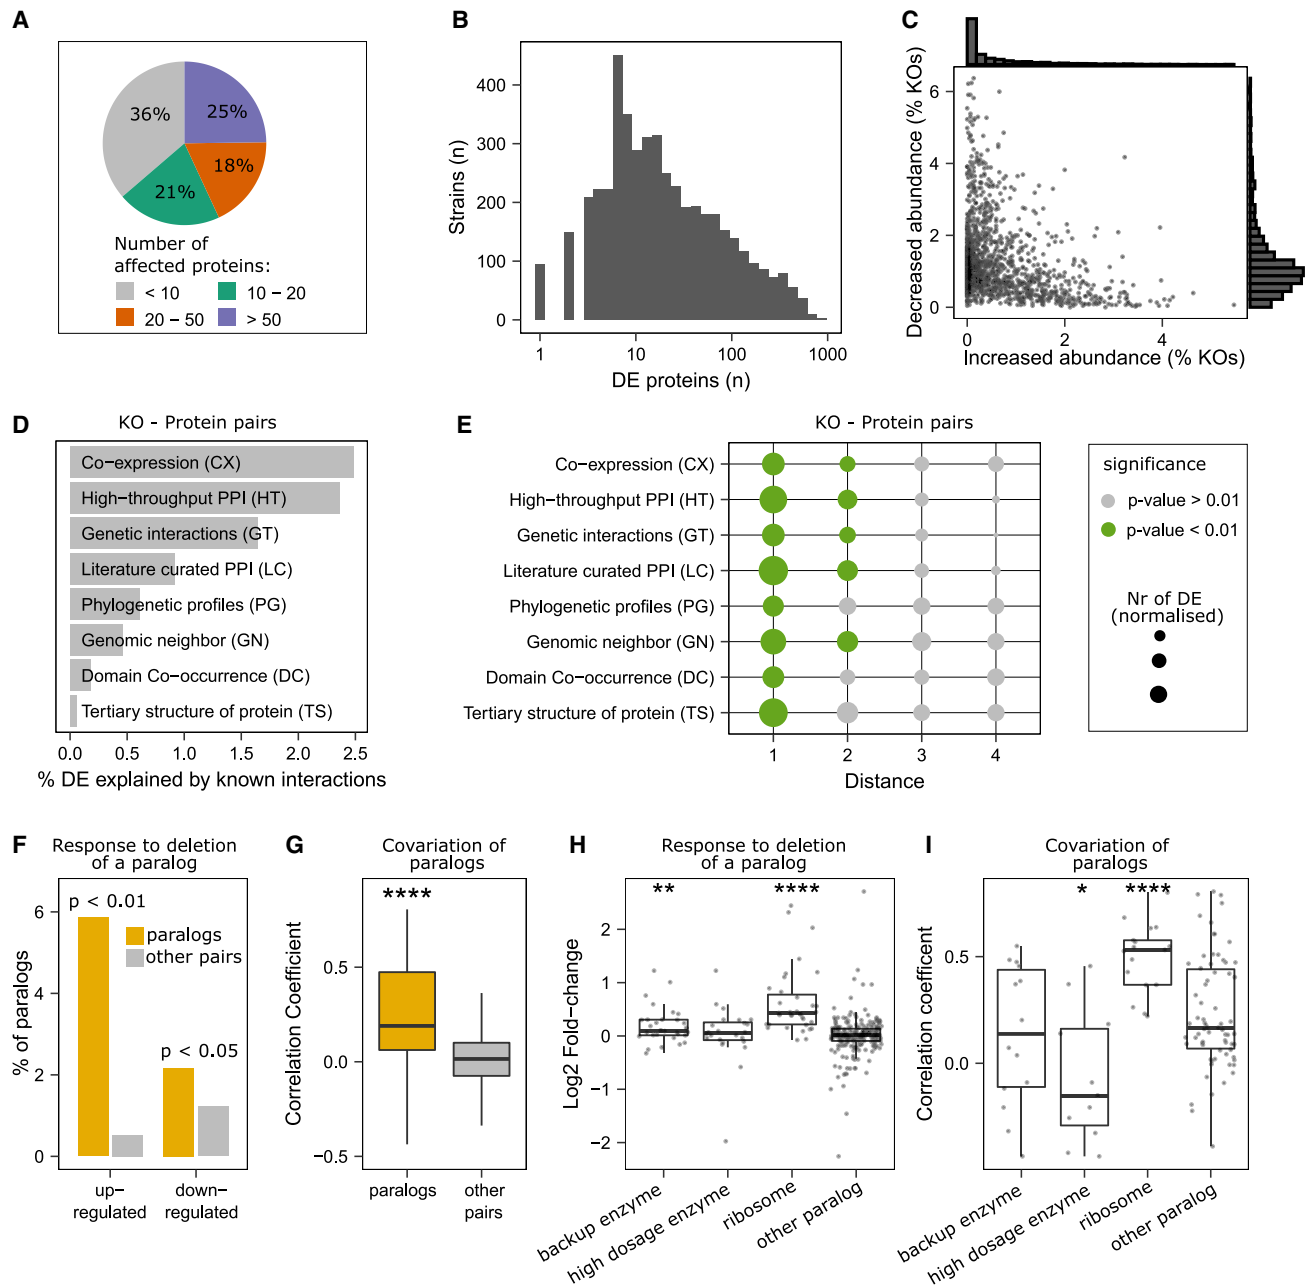 A
36%
25%
18%
21%
Number of
affected proteins:
< 10
10 − 20
20 − 50
> 50
B
Strains (n)
400
300
200
100
0
1
10
100
1000
DE proteins (n)
C
Decreased abundance (% KOs)
6
4
2
0
0
2
4
Increased abundance (% KOs)
D
KO - Protein pairs
Co−expression (CX)
High−throughput PPI (HT)
Genetic interactions (GT)
Literature curated PPI (LC)
Phylogenetic profiles (PG)
Genomic neighbor (GN)
Domain Co−occurrence (DC)
Tertiary structure of protein (TS)
0.0
0.5
1.0
1.5
2.0
2.5
% DE explained by known interactions
E
KO - Protein pairs
Co−expression (CX)
High−throughput PPI (HT)
Genetic interactions (GT)
Literature curated PPI (LC)
Phylogenetic profiles (PG)
Genomic neighbor (GN)
Domain Co−occurrence (DC)
Tertiary structure of protein (TS)
1
2
3
4
Distance
significance
p-value > 0.01
p-value < 0.01
Nr of DE
(normalised)
F
Response to deletion
of a paralog
% of paralogs
6
4
2
0
p < 0.01
paralogs
other pairs
p < 0.05
up−
regulated
down−
regulated
G
Covariation of
paralogs
Correlation Coefficient
0.5
0.0
−0.5
****
paralogs
other
pairs
H
Response to deletion
of a paralog
Log2 Fold−change
2
1
0
−1
−2
**
****
backup enzyme
high dosage enzyme
ribosome
other paralog
I
Covariation of
paralogs
Correlation coefficent
0.5
0.0
*
****
backup enzyme
high dosage enzyme
ribosome
other paralog